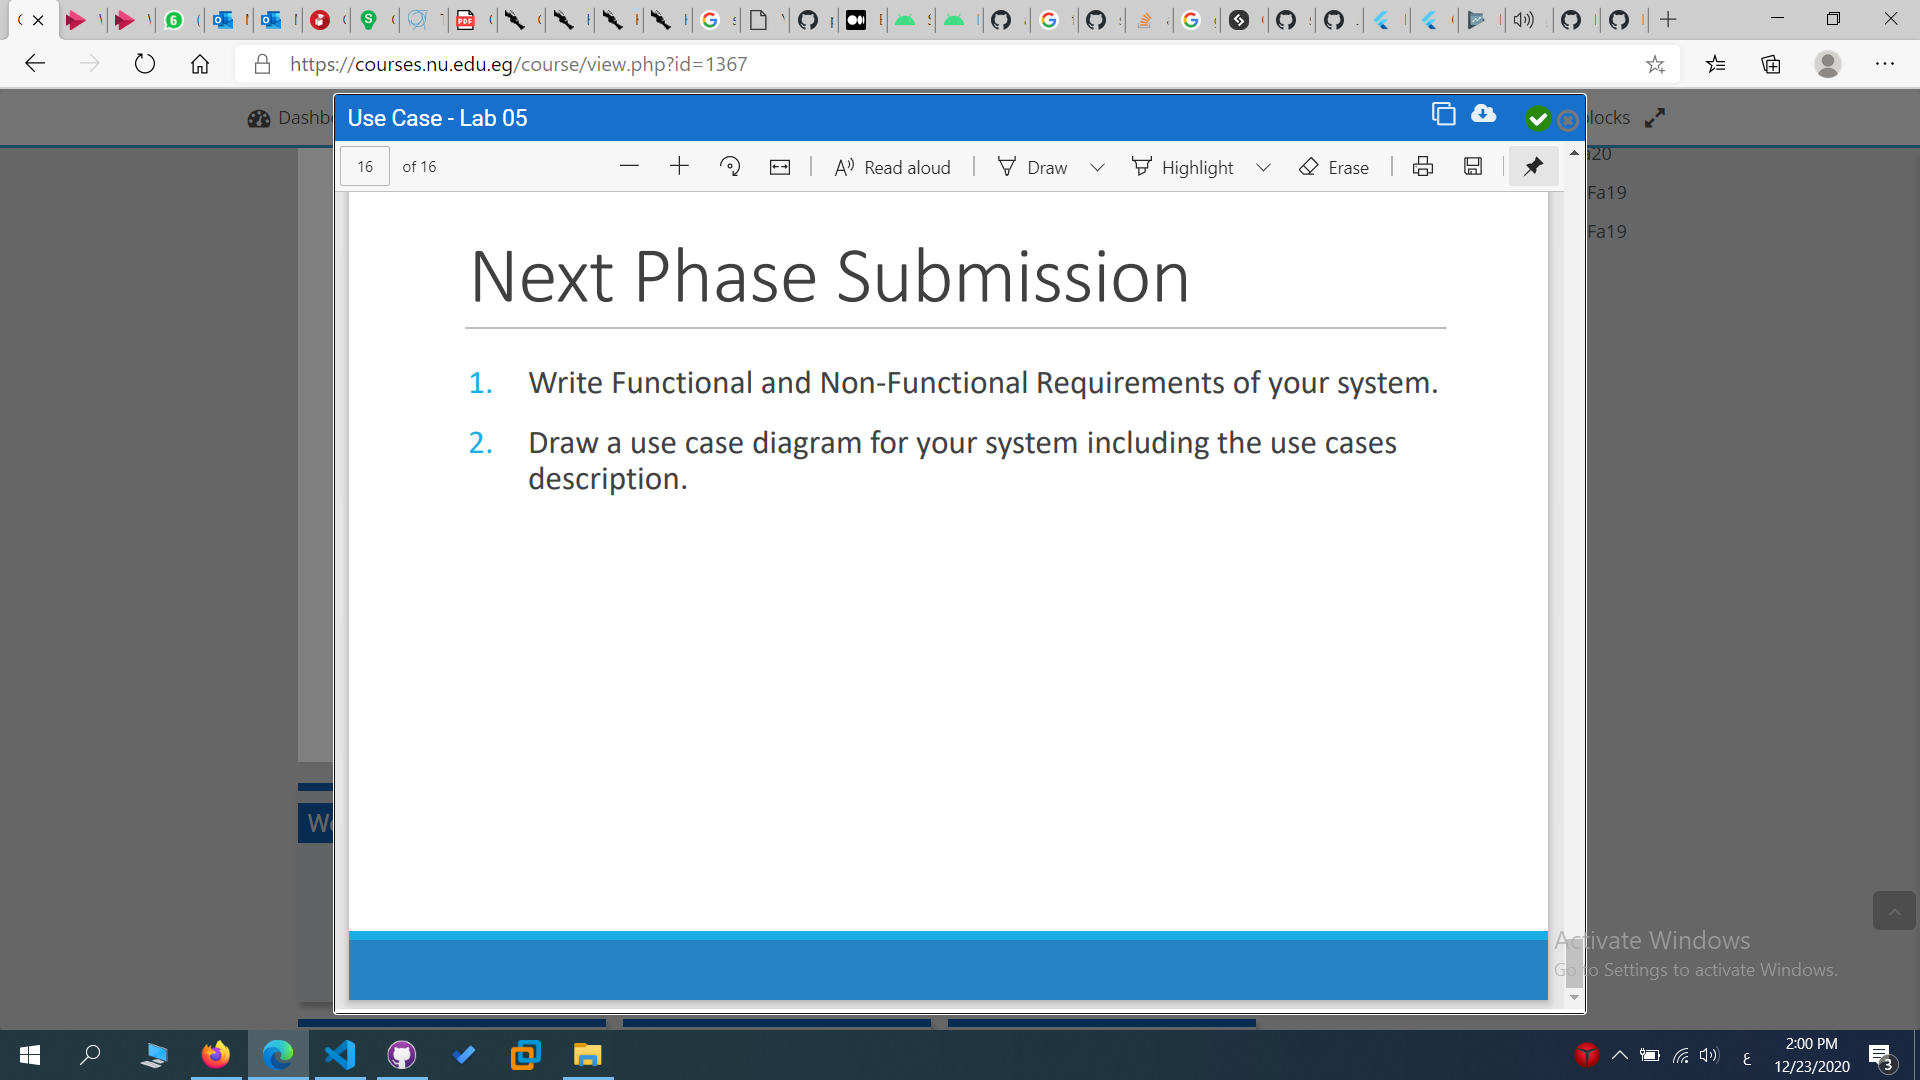 https://courses.nu.edu.eg/course/view.php?id=1367
Use Case - Lab 05
16 of 16
Read aloud
Draw
Highlight
Erase
Fa19
Fa19
Next Phase Submission
1. Write Functional and Non-Functional Requirements of your system.
2. Draw a use case diagram for your system including the use cases
description.
Activate Windows
Go to Settings to activate Windows.
ع
2:00 PM
12/23/2020
3